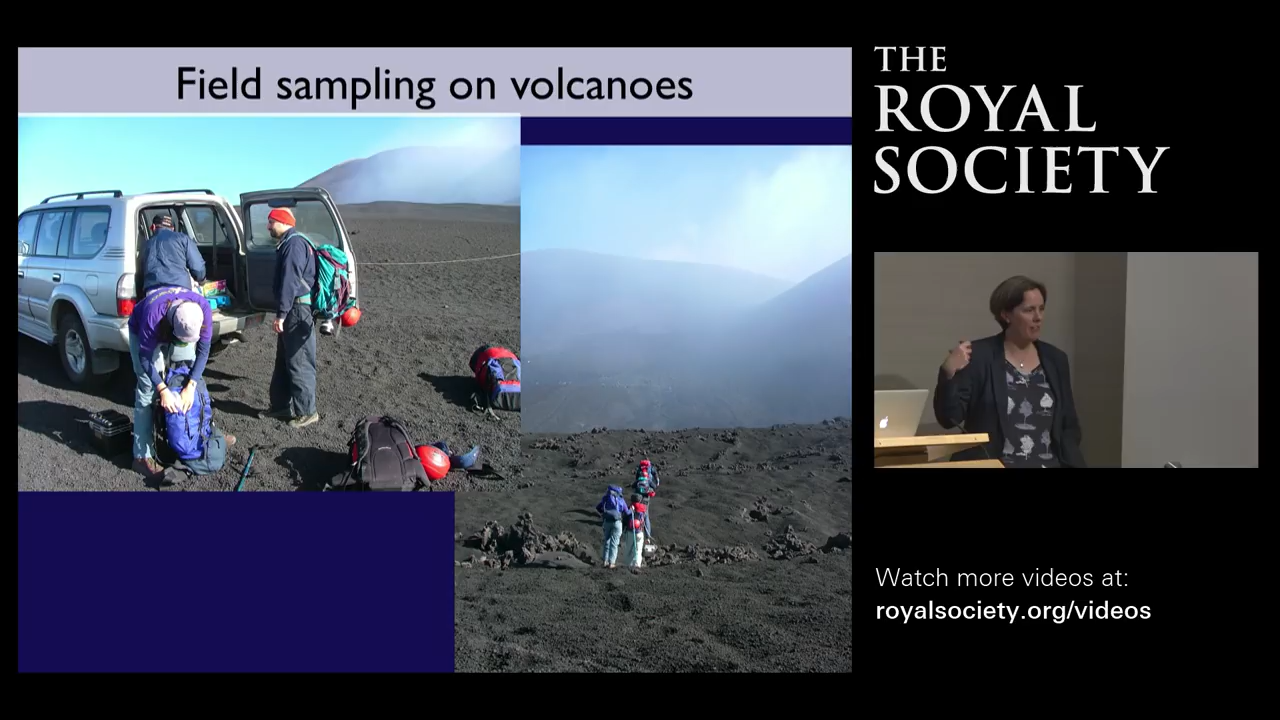 Field sampling on volcanoes
THE
ROYAL
SOCIETY
Watch more videos at:
royalsociety.org/videos